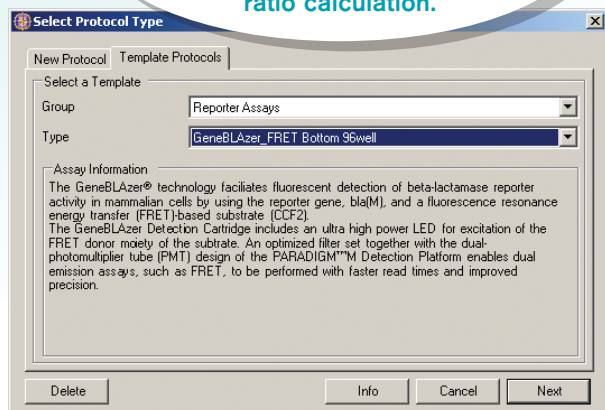 ratio calculation.
Select Protocol Type
New Protocol
Template Protocols
Select a Template
Group
Reporter Assays
Type
GeneBLAzer_FRET Bottom 96well
Assay Information
The GeneBLAzer® technology faciliates fluorescent detection of beta-lactamase reporter
activity in mammalian cells by using the reporter gene, bla(M), and a fluorescence resonance
energy transfer (FRET)-based substrate (CCF2).
The GeneBLAzer Detection Cartridge includes an ultra high power LED for excitation of the
FRET donor moiety of the subtrate. An optimized filter set together with the dual-
photomultiplier tube (PMT) design of the PARADIGM™M Detection Platform enables dual
emission assays, such as FRET, to be performed with faster read times and improved
precision.
Delete
Info
Cancel
Next